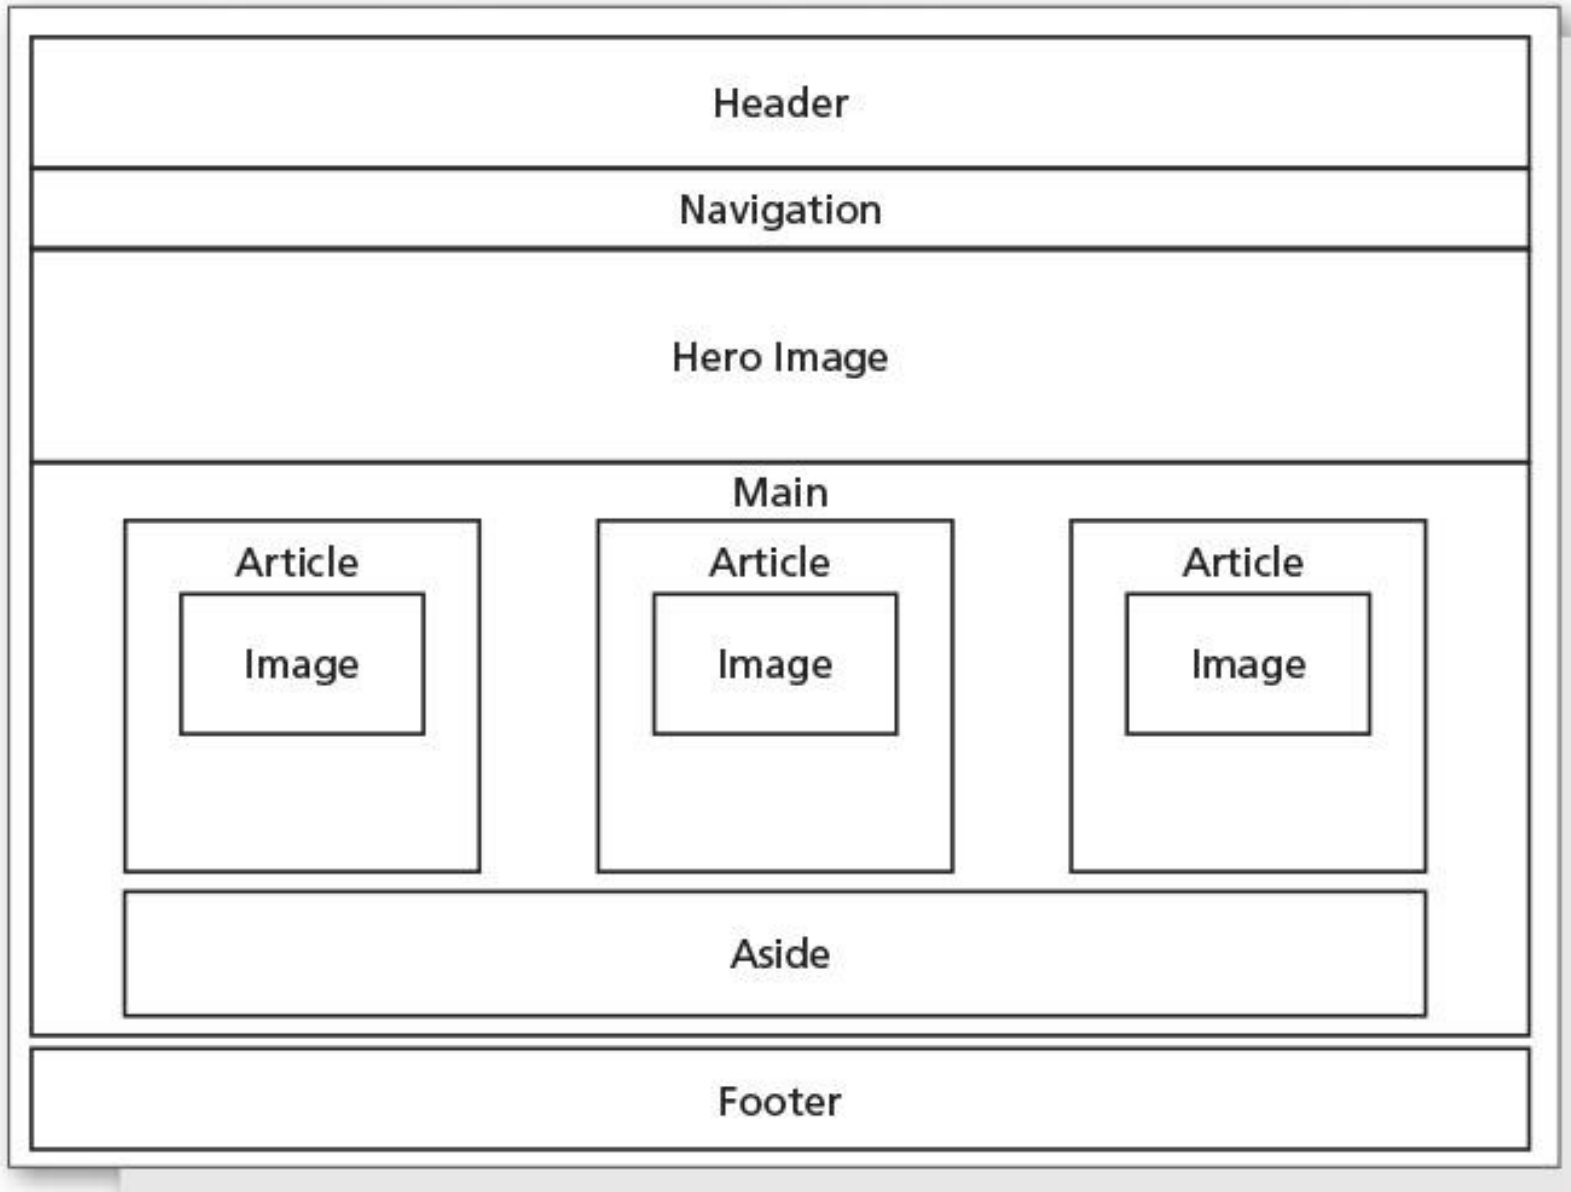 Header
Navigation
Hero Image
Main
Article
Image
Article
Image
Article
Image
Aside
Footer